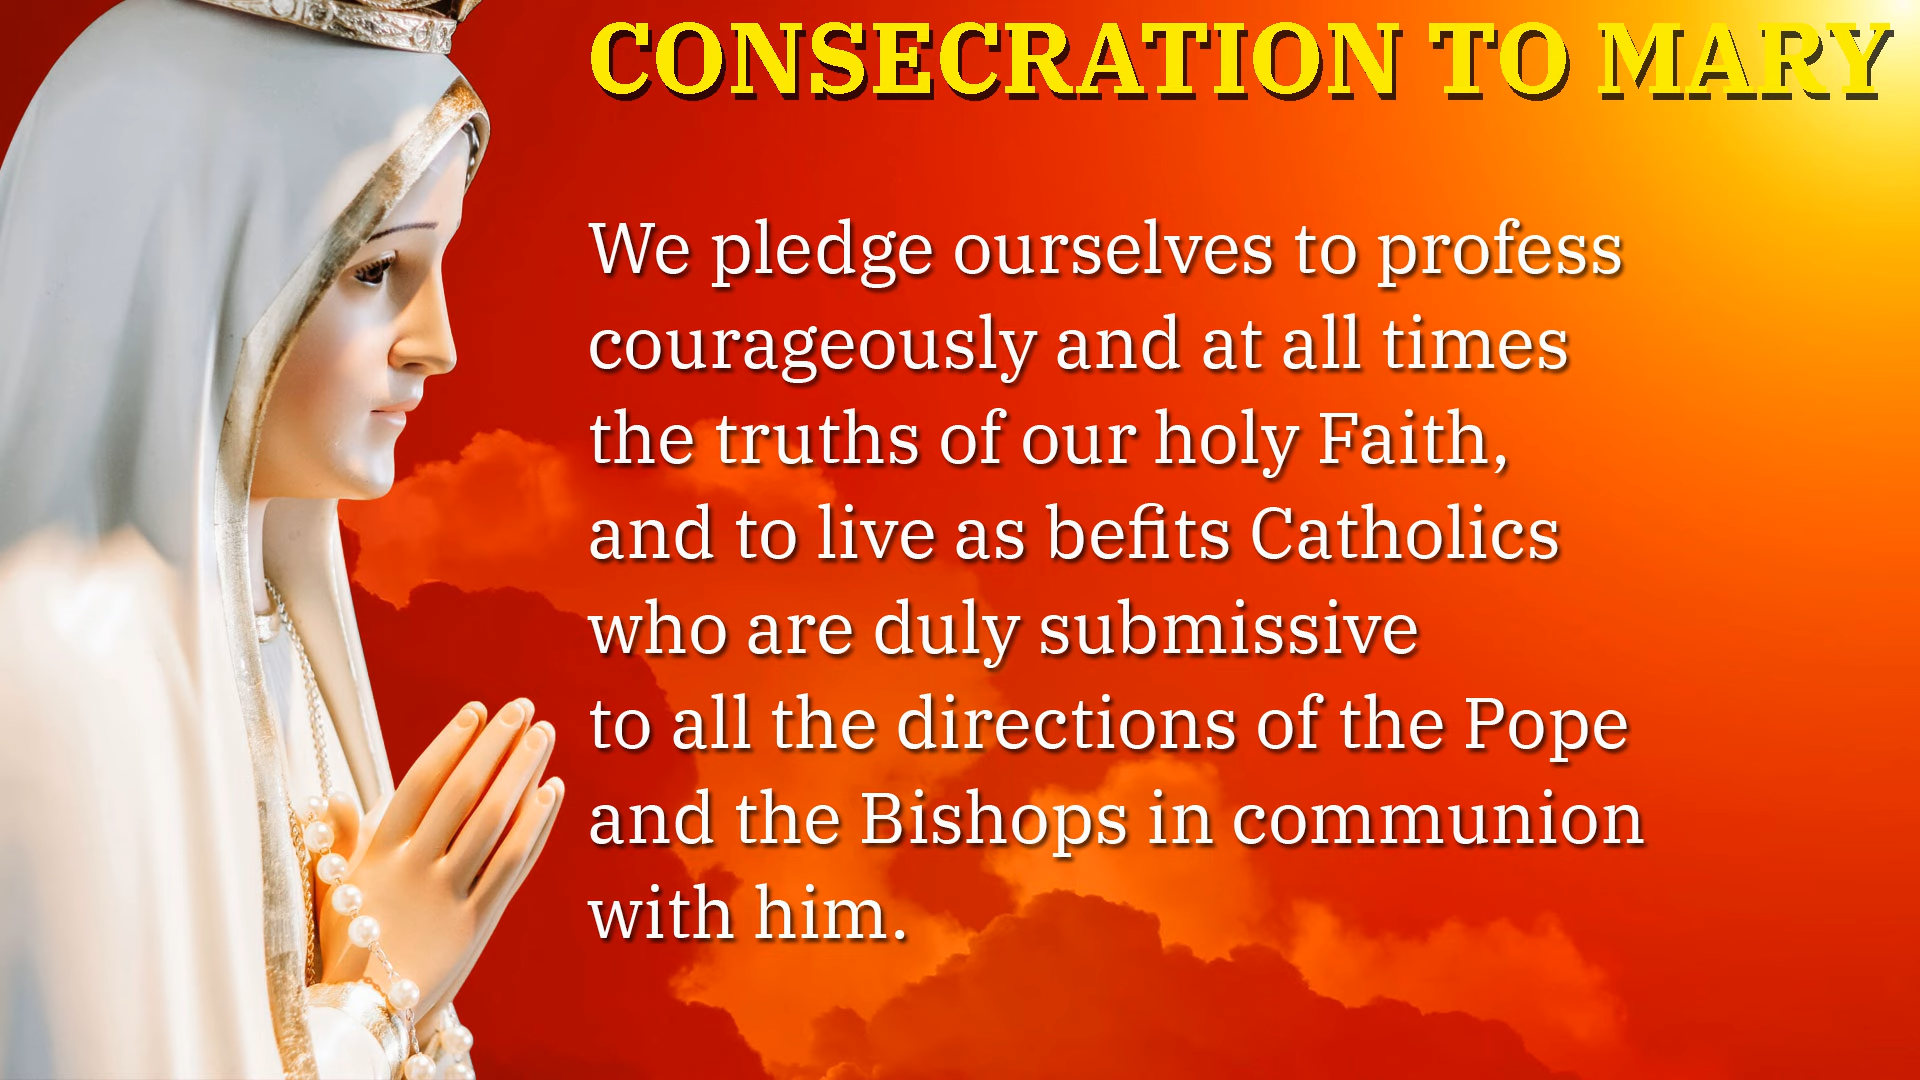 CONSECRATION TO MARY
We pledge ourselves to profess
courageously and at all times
the truths of our holy Faith,
and to live as befits Catholics
who are duly submissive
to all the directions of the Pope
and the Bishops in communion
with him.